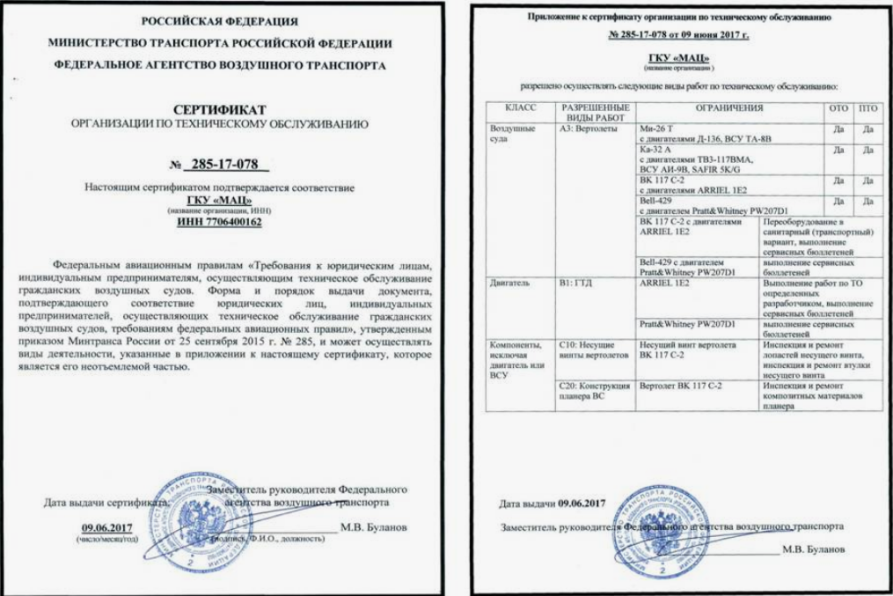 РОССИЙСКАЯ ФЕДЕРАЦИЯ
МИНИСТЕРСТВО ТРАНСПОРТА РОССИЙСКОЙ ФЕДЕРАЦИИ
ФЕДЕРАЛЬНОЕ АГЕНТСТВО ВОЗДУШНОГО ТРАНСПОРТА
СЕРТИФИКАТ
ОРГАНИЗАЦИИ ПО ТЕХНИЧЕСКОМУ ОБСЛУЖИВАНИЮ
№ 285-17-078
Настоящим сертификатом подтверждается соответствие
ГКУ «МАЦ»
(название организации, ИНН)
ИНН 7706400162
Федеральным авиационным правилам «Требования к юридическим лицам,
индивидуальным предпринимателям, осуществляющим техническое обслуживание
гражданских воздушных судов. Форма и порядок выдачи документа,
подтверждающего соответствие юридических лиц, индивидуальных
предпринимателей, осуществляющих техническое обслуживание гражданских
воздушных судов, требованиям федеральных авиационных правил», утвержденным
приказом Минтранса России от 25 сентября 2015 г. № 285, и может осуществлять
виды деятельности, указанные в приложении к настоящему сертификату, которое
является его неотъемлемой частью.
Дата выдачи сертификата
Заместитель руководителя Федерального
агентства воздушного транспорта
09.06.2017
(число/месяц/год)
М.В. Буланов
(подпись, Ф.И.О., должность)
Приложение к сертификату организации по техническому обслуживанию
№ 285-17-078 от 09 июня 2017 г.
ГКУ «МАЦ»
(название организации)
разрешено осуществлять следующие виды работ по техническому обслуживанию:
КЛАСС РАЗРЕШЕННЫЕ ВИДЫ РАБОТ ОГРАНИЧЕНИЯ ОТО ПТО
Воздушные суда А3: Вертолеты Ми-26 Т
с двигателями Д-136, ВСУ ТА-8В Да Да
Ка-32 А
с двигателями ТВ3-117ВМА,
ВСУ АИ-9В, SAFIR 5K/G Да Да
ВК 117 С-2
с двигателями ARRIEL 1E2 Да Да
Bell-429
с двигателем Pratt&Whitney PW207D1 Да Да
ВК 117 С-2 с двигателями
ARRIEL 1E2
Переоборудование в
санитарный (транспортный)
вариант, выполнение
сервисных бюллетеней
Bell-429 с двигателем
Pratt&Whitney PW207D1
выполнение сервисных
бюллетеней
Двигатель В1: ГТД ARRIEL 1E2
Выполнение работ по ТО
определенных
разработчиком, выполнение
сервисных бюллетеней
Pratt&Whitney PW207D1
выполнение сервисных
бюллетеней
Компоненты,
исключая
двигатель или
ВСУ
С10: Несущие
винты вертолетов
Несущий винт вертолета
ВК 117 С-2
Инспекция и ремонт
лопастей несущего винта,
инспекция и ремонт втулки
несущего винта
С20: Конструкция
планера ВС
Вертолет ВК 117 С-2
Инспекция и ремонт
композитных материалов
планера
Дата выдачи 09.06.2017
Заместитель руководителя Федерального агентства воздушного транспорта
М.В. Буланов